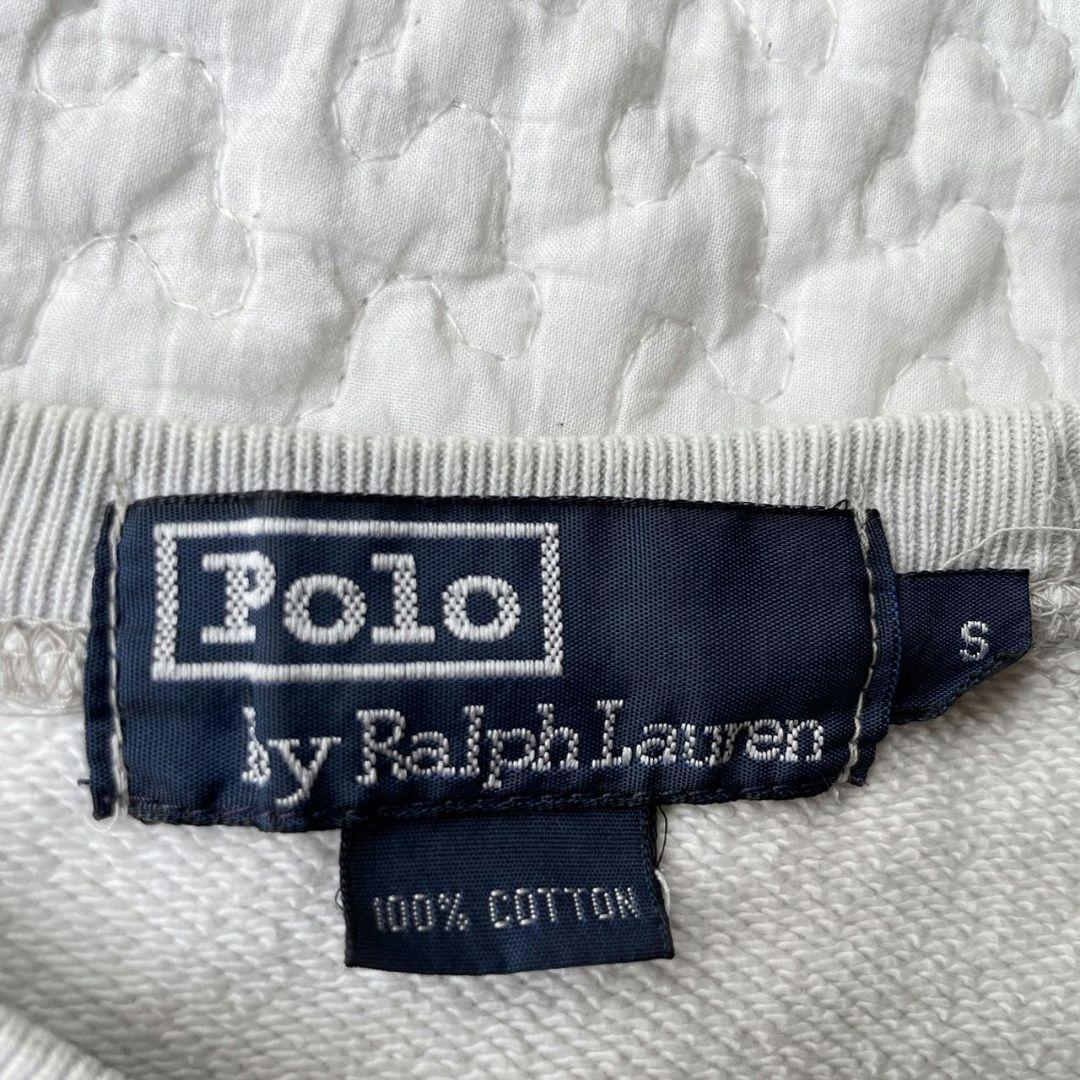 Polo
by Ralph Lauren
S
100% COTTON